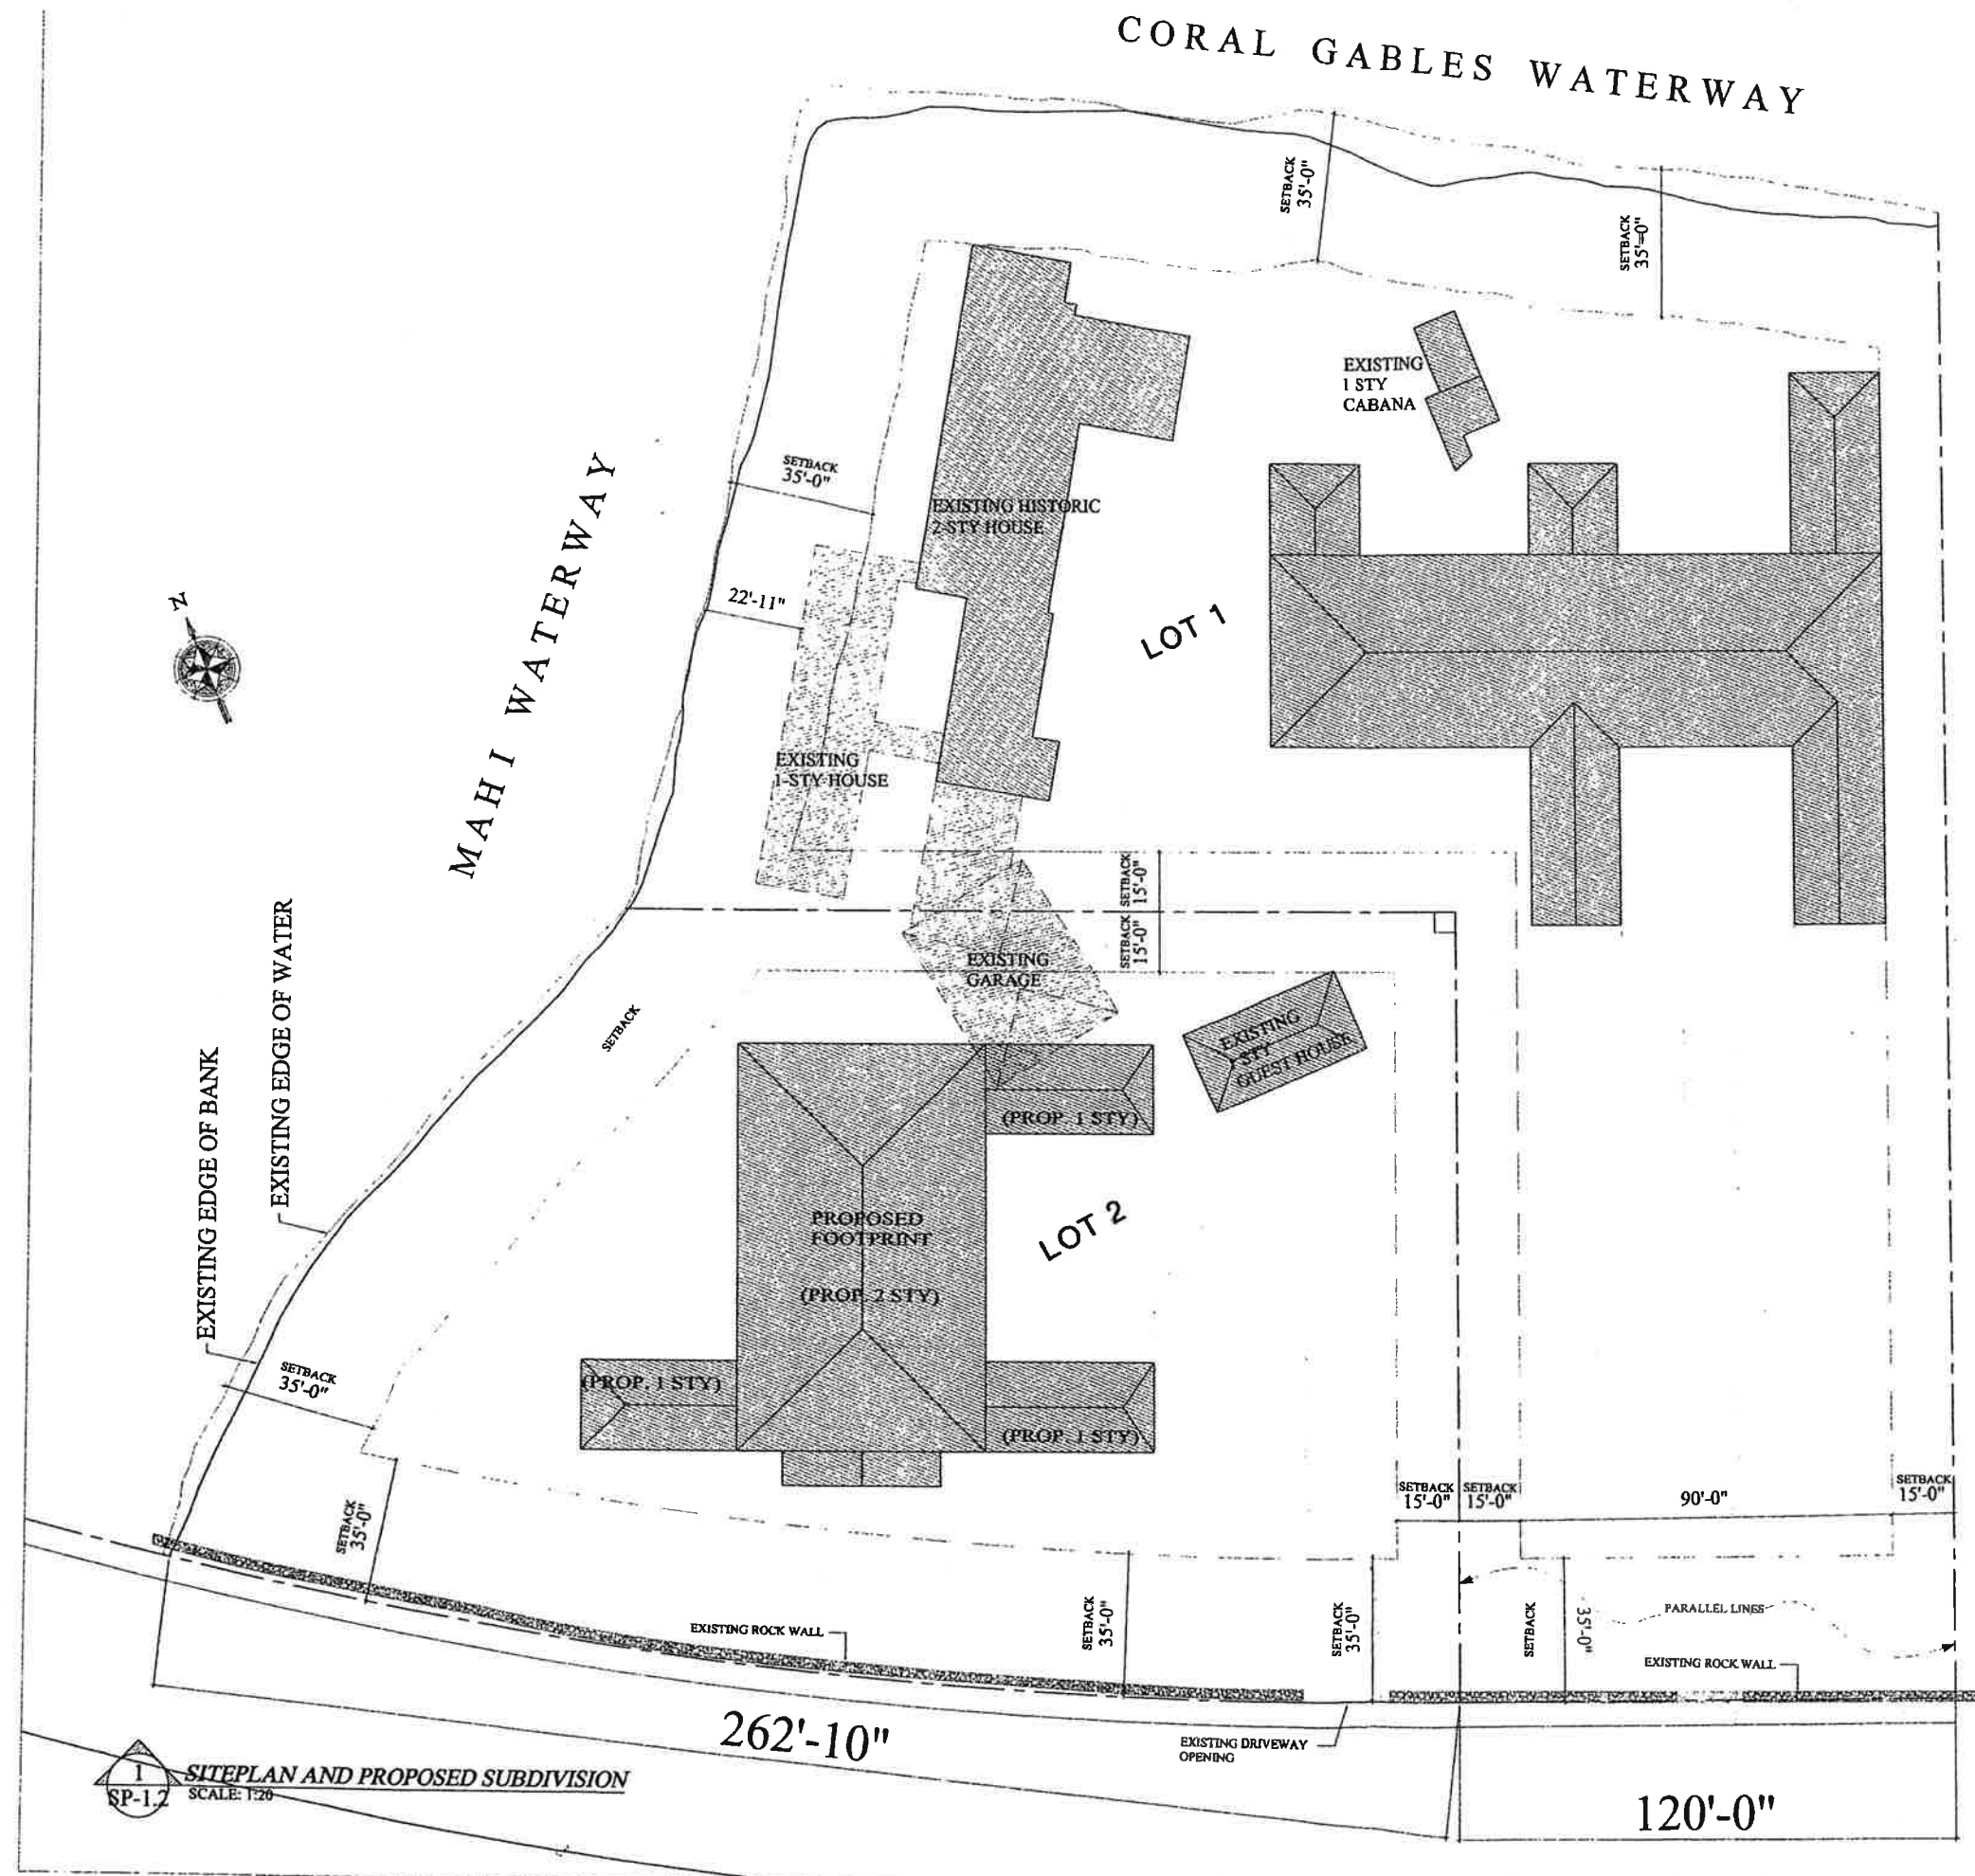 CORAL GABLES WATERWAY
SETBACK
35'-0"
SETBACK
35'=0"
EXISTING
1 STY
CABANA
SETBACK
35'-0"
EXISTING HISTORIC
2-STY HOUSE
22'-11"
N
MAHI WATERWAY
LOT 1
EXISTING
1-STY HOUSE
SETBACK
15'-0"
SETBACK
15'-0"
EXISTING
GARAGE
SETBACK
EXISTING
STY
GUEST HOUSE
EXISTING EDGE OF WATER
EXISTING EDGE OF BANK
(PROP. 1 STY)
LOT 2
PROPOSED
FOOTPRINT
(PROP. 2 STY)
SETBACK
35'-0"
(PROP. 1 STY)
(PROP. 1 STY)
SETBACK
15'-0"
SETBACK
15'-0"
90'-0"
SETBACK
15'-0"
SETBACK
35'-0"
SETBACK
35'-0"
SETBACK
35'-0"
SETBACK
35'-0"
PARALLEL LINES
EXISTING ROCK WALL
EXISTING ROCK WALL
262'-10"
EXISTING DRIVEWAY
OPENING
120'-0"
1
SP-1.2
SITEPLAN AND PROPOSED SUBDIVISION
SCALE: 1:20